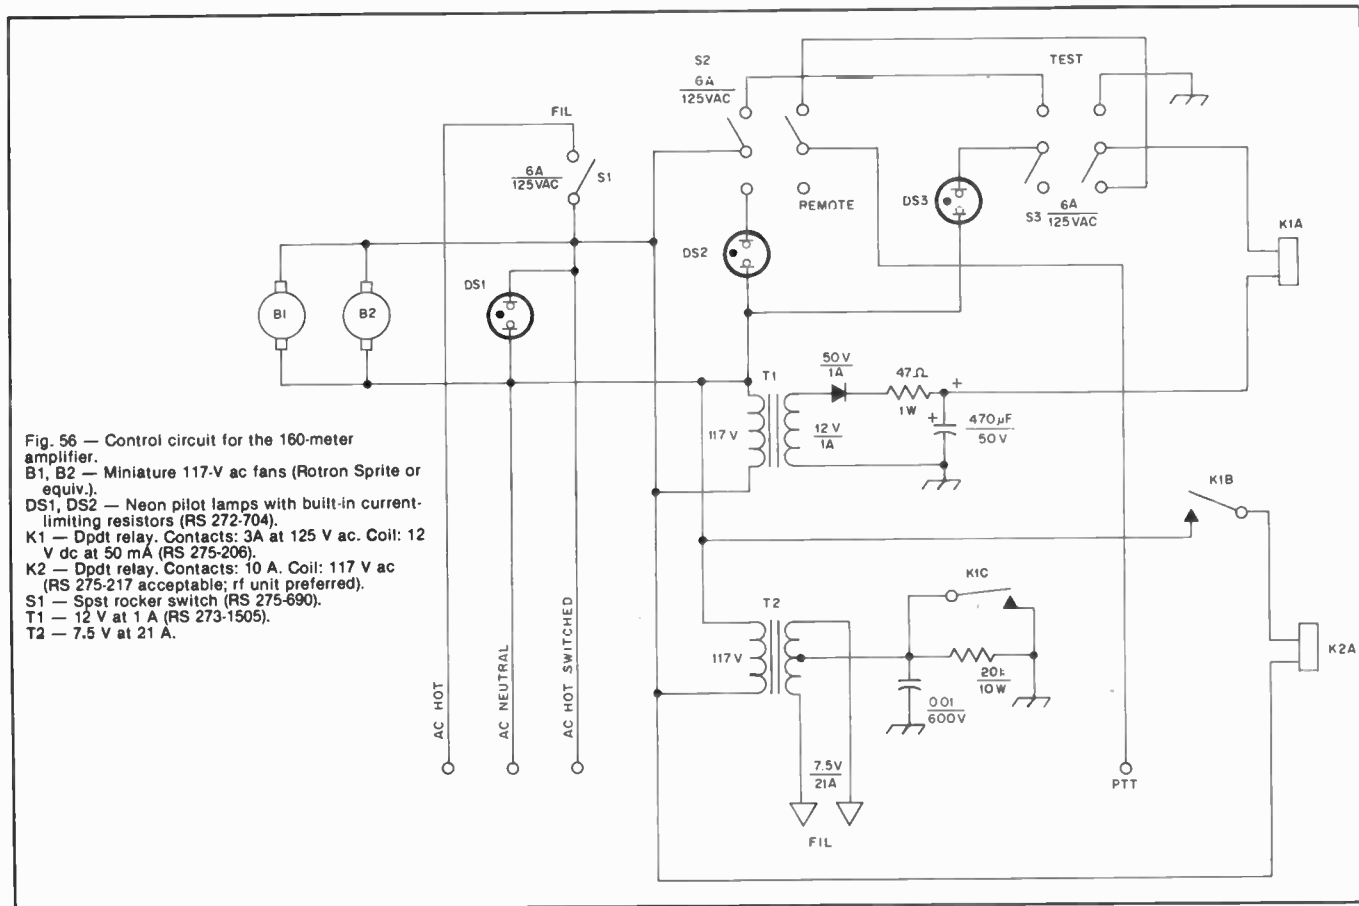 S2
6A
125VAC
TEST
FIL
6A
125VAC
S1
REMOTE
DS3
S3
6A
125VAC
K1A
DS2
DS1
B1
B2
T1
50V
1A
47Ω
1W
+
+
470µF
50V
117V
12V
1A
K1B
Fig. 56 — Control circuit for the 160-meter
amplifier.
B1, B2 — Miniature 117-V ac fans (Rotron Sprite or
equiv.).
DS1, DS2 — Neon pilot lamps with built-in current-
limiting resistors (RS 272-704).
K1 — Dpdt relay. Contacts: 3A at 125 V ac. Coil: 12
V dc at 50 mA (RS 275-206).
K2 — Dpdt relay. Contacts: 10 A. Coil: 117 V ac
(RS 275-217 acceptable; rf unit preferred).
S1 — Spst rocker switch (RS 275-690).
T1 — 12 V at 1 A (RS 273-1505).
T2 — 7.5 V at 21 A.
K1C
T2
117V
20k
10W
0.01
600V
K2A
AC HOT
AC NEUTRAL
AC HOT SWITCHED
7.5V
21A
FIL
PTT